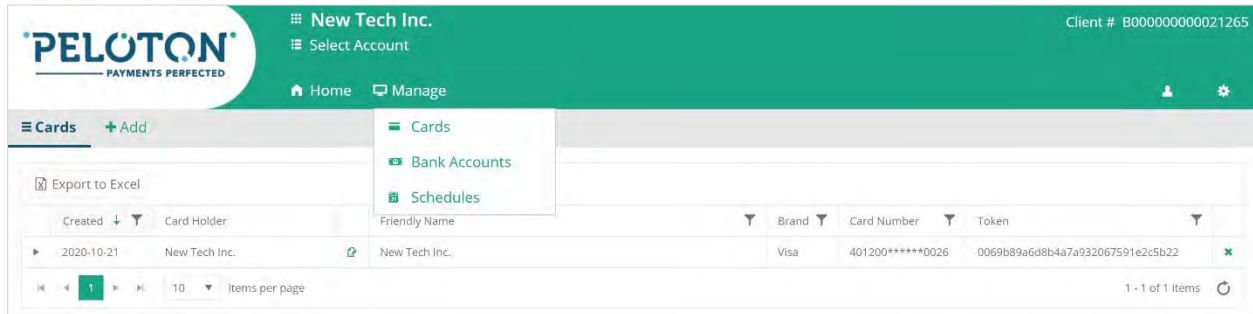 New Tech Inc.
Client # B000000000021265
PELOTON
PAYMENTS PERFECTED
Select Account
Home Manage
Cards + Add
Cards
Bank Accounts
Schedules
Export to Excel
Created Card Holder Friendly Name Brand Card Number Token
2020-10-21 New Tech Inc. New Tech Inc. Visa 401200******0026 0069b89a6d8b4a7a932067591e2c5b22
1 10 items per page 1 - 1 of 1 items